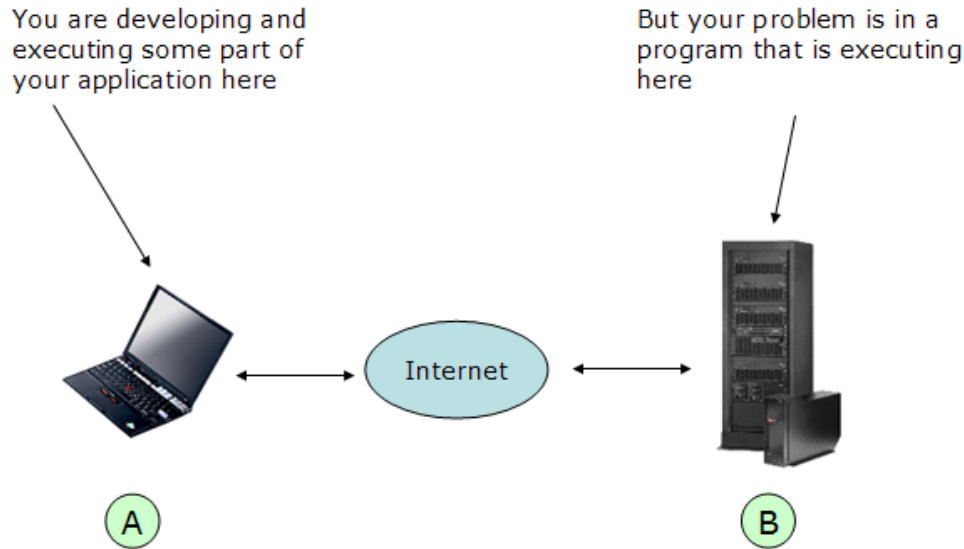 You are developing and
executing some part of
your application here
But your problem is in a
program that is executing
here
Internet
A
B